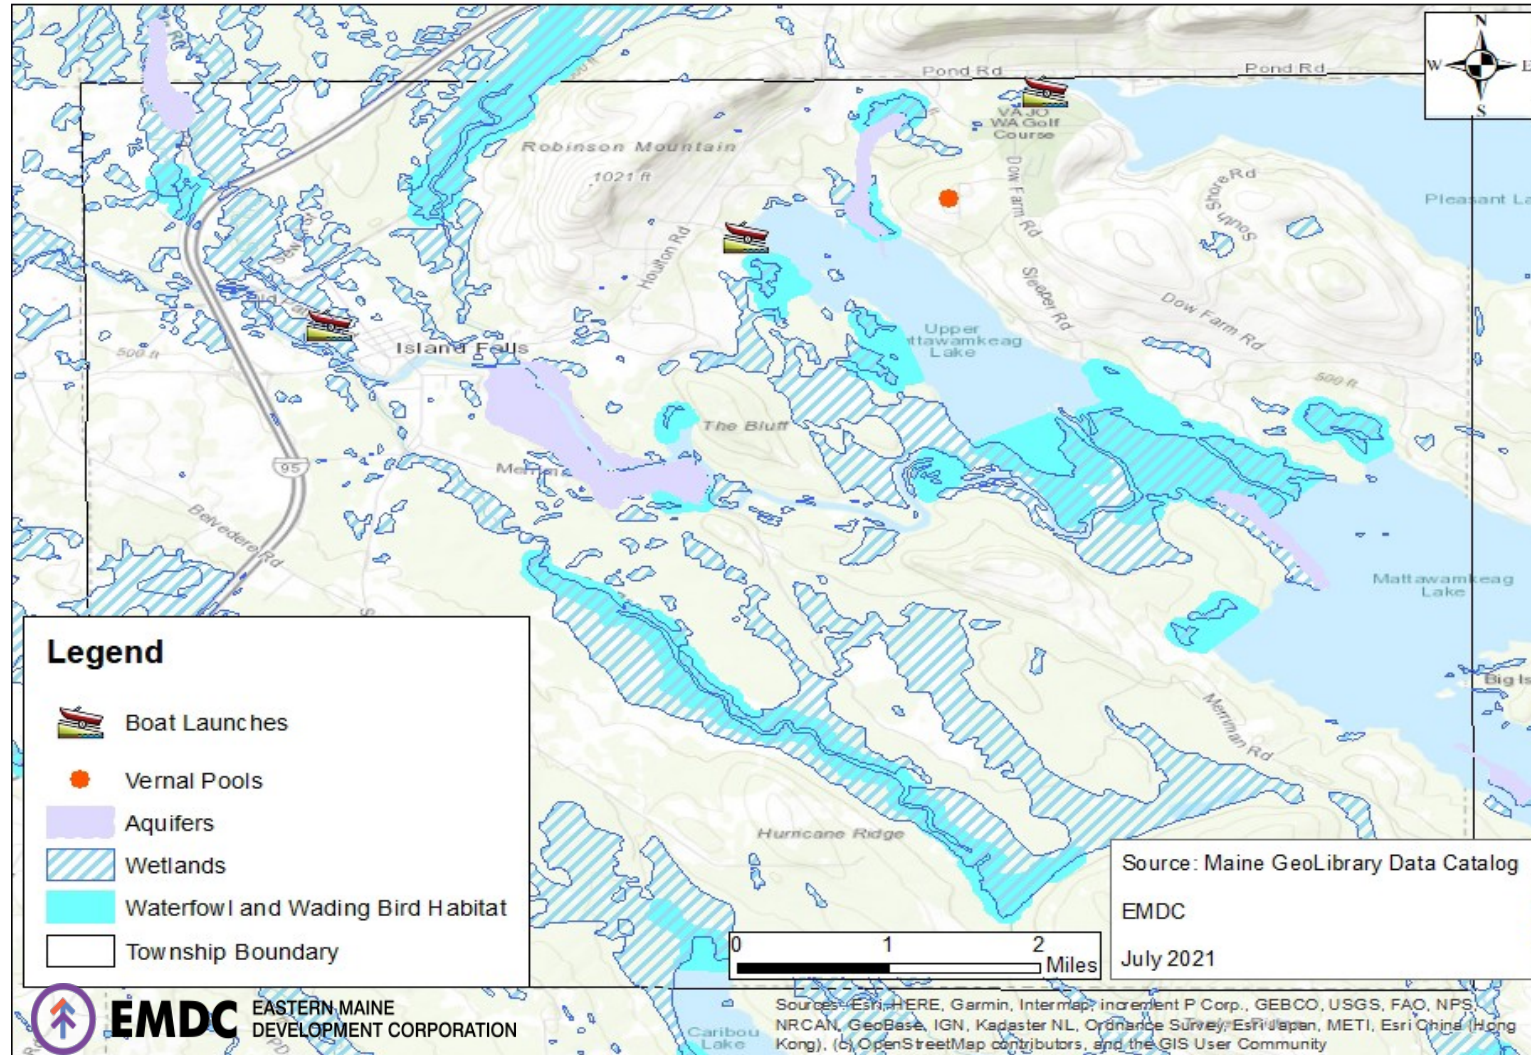 N
W
E
S
Pond Rd
Pond Rd
VAJO
WA Golf
Course
Robinson Mountain
1021 ft
Dow Farm Rd
South Shore Rd
Pleasant La
Houlton Rd
Sleeper Rd
Dow Farm Rd
Upper
ttawamkeag
Lake
Island Falls
500 ft
500 ft
The Bluff
95
Belvedere Rd
Mattawamkeag
Lake
Big Is
Merriman Rd
Hurricane Ridge
Legend
Boat Launches
Vernal Pools
Aquifers
Wetlands
Waterfowl and Wading Bird Habitat
Township Boundary
Source: Maine GeoLibrary Data Catalog
EMDC
July 2021
0 1 2
Miles
EMDC EASTERN MAINE
DEVELOPMENT CORPORATION
Caribou
Lake
Sources: Esri, HERE, Garmin, Intermap, increment P Corp., GEBCO, USGS, FAO, NPS,
NRCAN, GeoBase, IGN, Kadaster NL, Ordnance Survey, Esri Japan, METI, Esri China (Hong
Kong), (c) OpenStreetMap contributors, and the GIS User Community